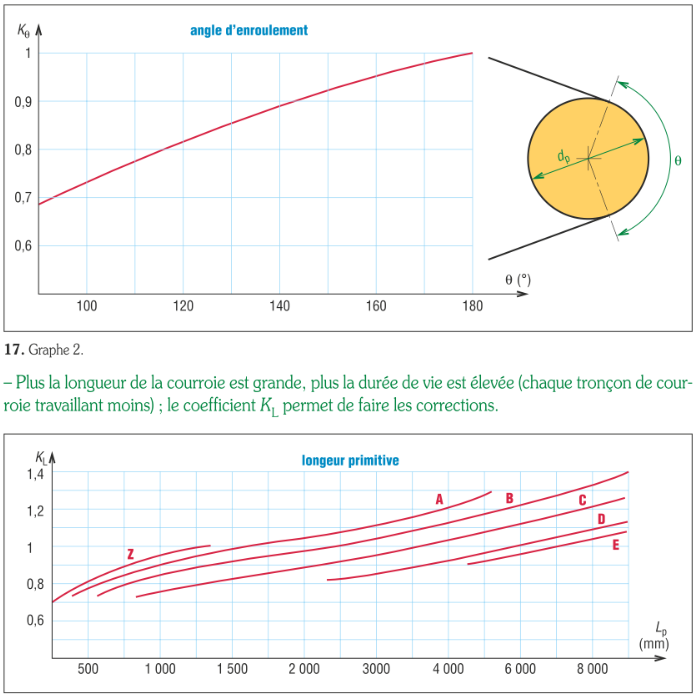 Kθ
angle d'enroulement
1
0,9
0,8
0,7
0,6
dp
θ
θ (°)
100 120 140 160 180
17. Graphe 2.
– Plus la longueur de la courroie est grande, plus la durée de vie est élevée (chaque tronçon de cour-
roie travaillant moins) ; le coefficient KL permet de faire les corrections.
KL
longeur primitive
1,4
1,2
1
0,8
0,6
Z
A
B
C
D
E
Lp
(mm)
500 1 000 1 500 2 000 3000 4 000 6 000 8 000